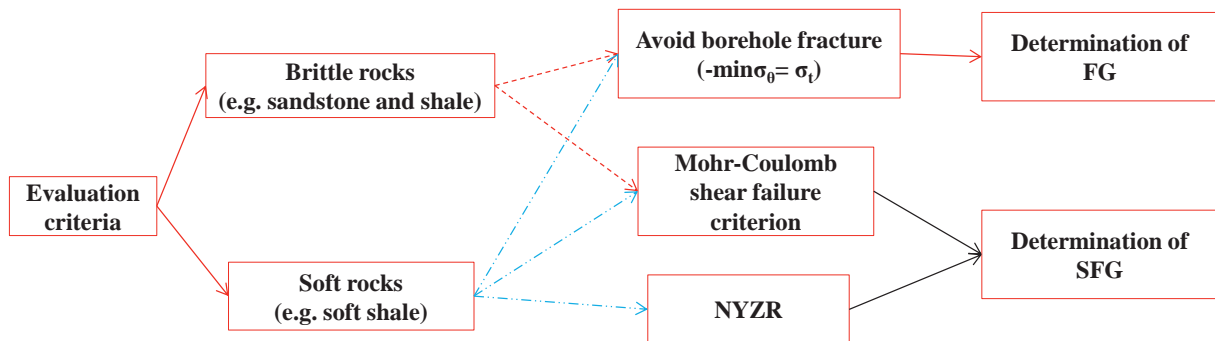 Evaluation
criteria
Brittle rocks
(e.g. sandstone and shale)
Soft rocks
(e.g. soft shale)
Avoid borehole fracture
(-minσθ= σt)
Mohr-Coulomb
shear failure
criterion
NYZR
Determination of
FG
Determination of
SFG